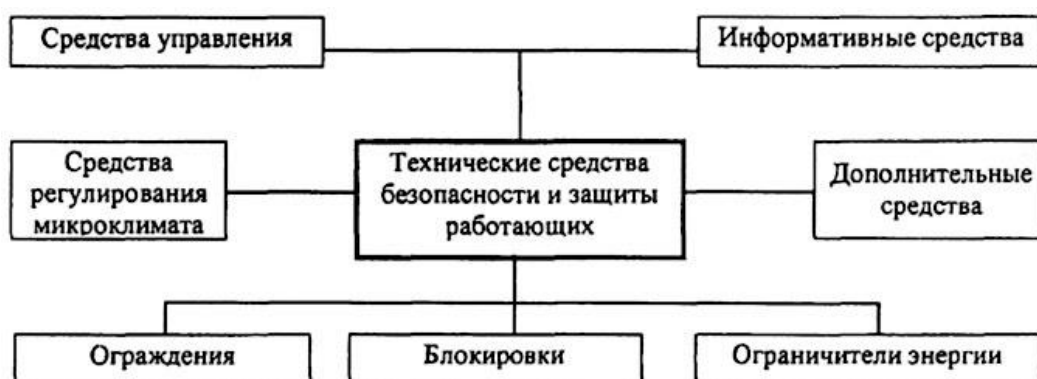 Средства управления
Информативные средства
Средства
регулирования
микроклимата
Технические средства
безопасности и защиты
работающих
Дополнительные
средства
Ограждения
Блокировки
Ограничители энергии